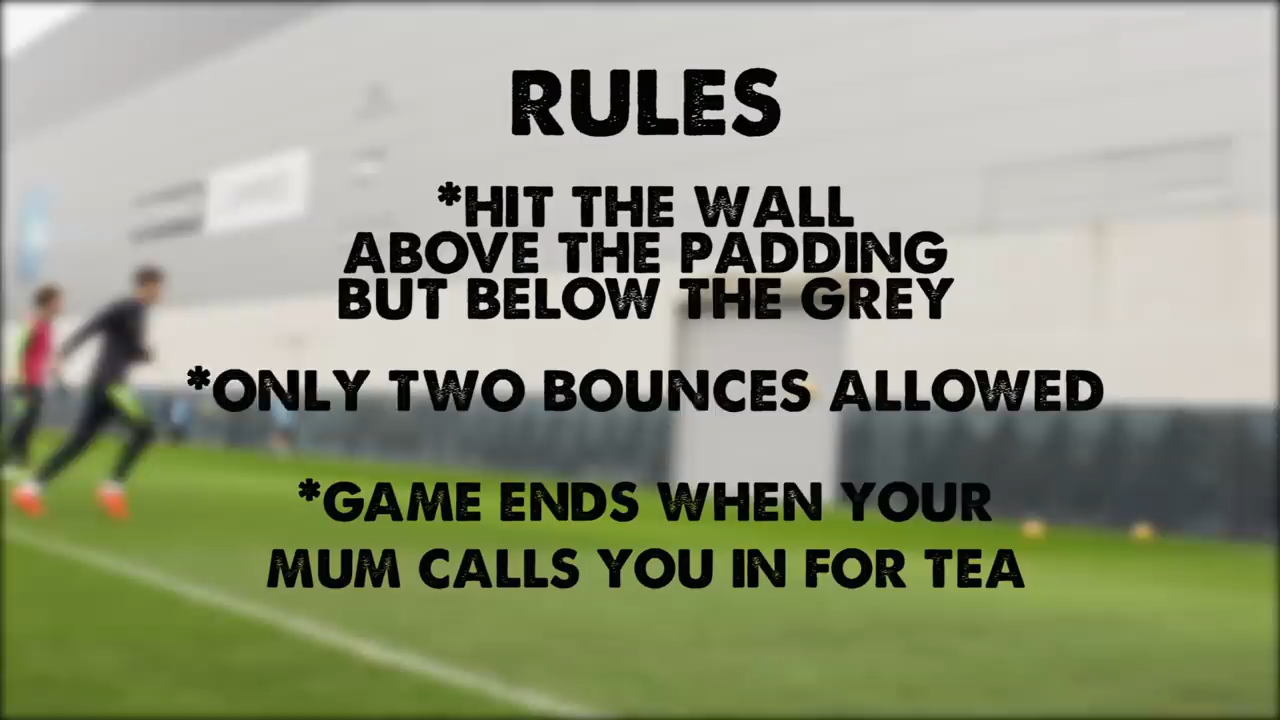 RULES
*HIT THE WALL
ABOVE THE PADDING
BUT BELOW THE GREY
*ONLY TWO BOUNCES ALLOWED
*GAME ENDS WHEN YOUR
MUM CALLS YOU IN FOR TEA